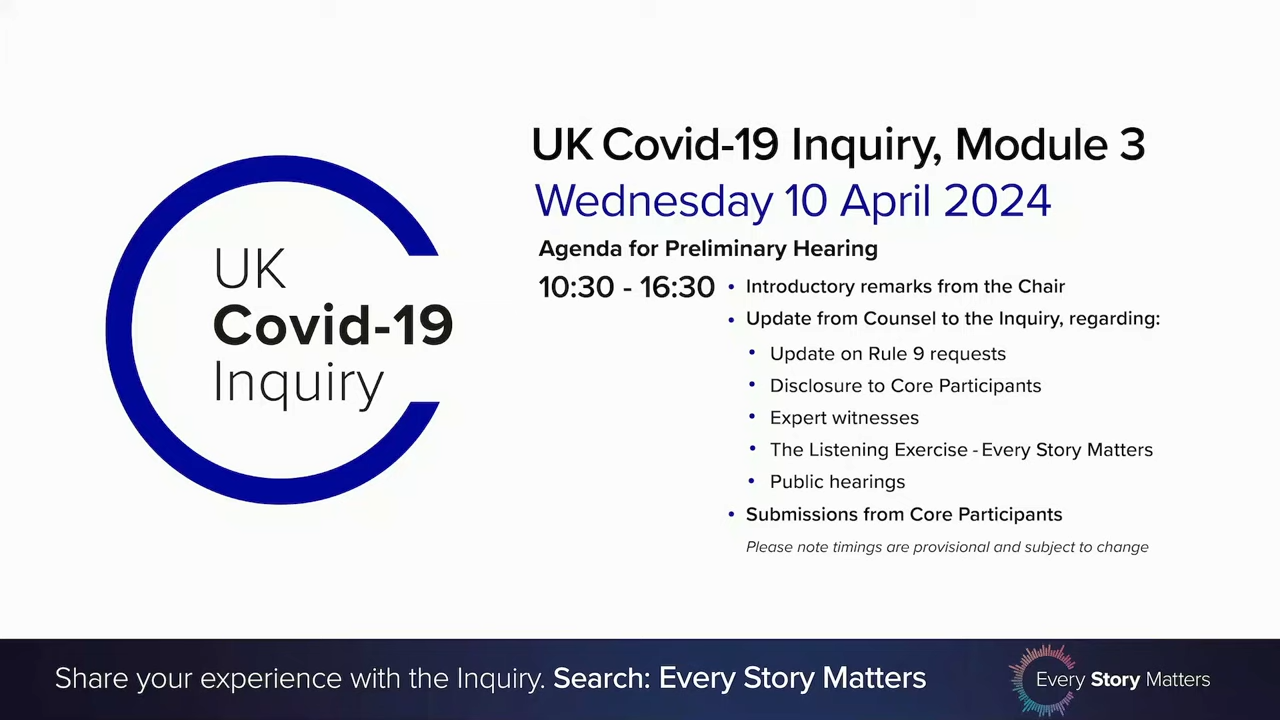 UK
Covid-19
Inquiry
UK Covid-19 Inquiry, Module 3
Wednesday 10 April 2024
Agenda for Preliminary Hearing
10:30 - 16:30
• Introductory remarks from the Chair
• Update from Counsel to the Inquiry, regarding:
• Update on Rule 9 requests
• Disclosure to Core Participants
• Expert witnesses
• The Listening Exercise - Every Story Matters
• Public hearings
• Submissions from Core Participants
Please note timings are provisional and subject to change
Share your experience with the Inquiry. Search: Every Story Matters
Every Story Matters